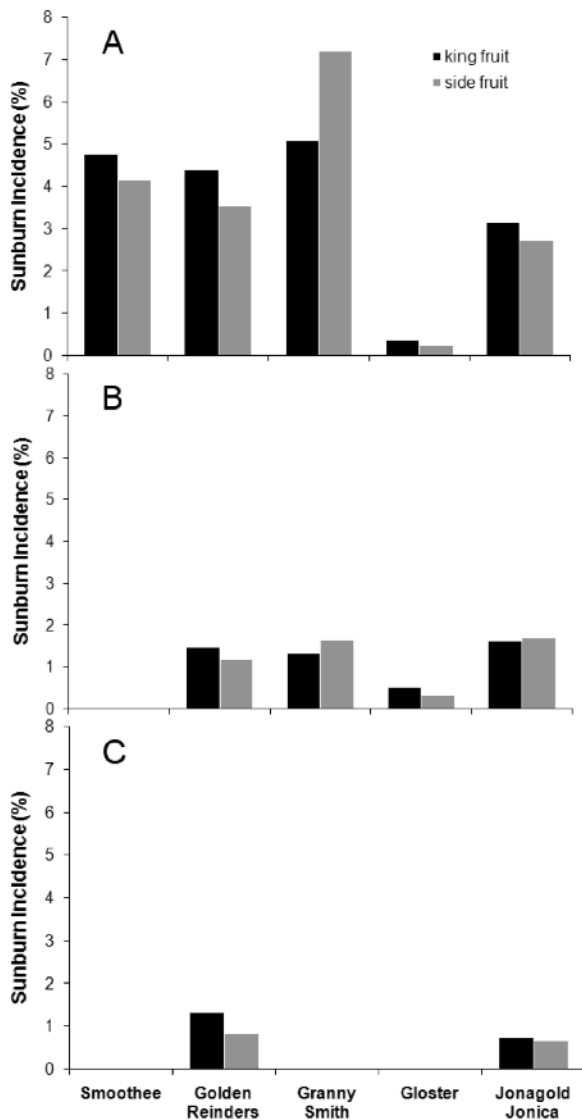 A
king fruit
side fruit
Sunburn Incidence (%)
8
7
6
5
4
3
2
1
0
B
Sunburn Incidence (%)
8
7
6
5
4
3
2
1
0
C
Sunburn Incidence (%)
8
7
6
5
4
3
2
1
0
Smoothee Golden Granny Gloster Jonagold
Reinders Smith Jonica